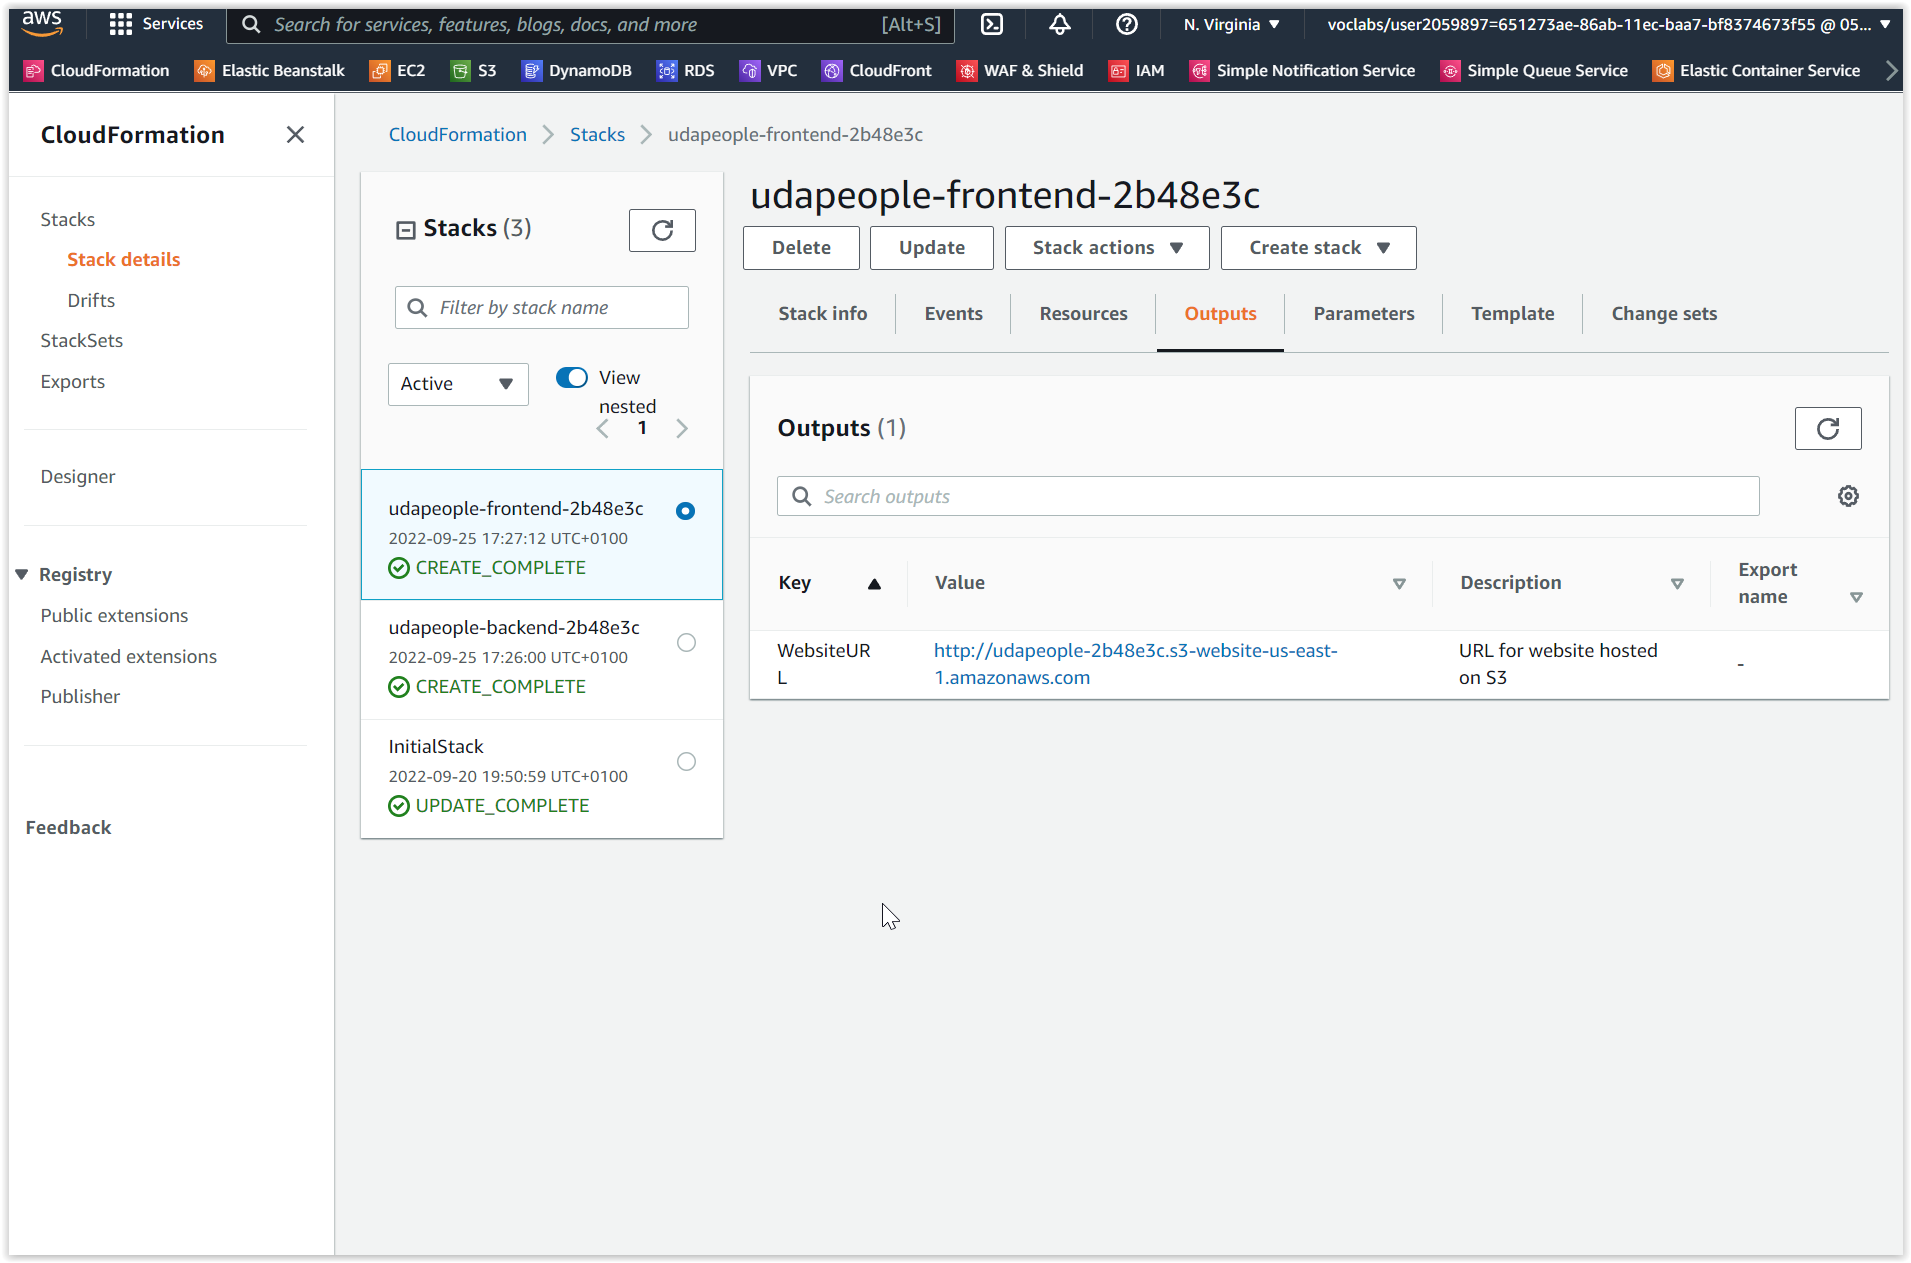 aws
Services
Search for services, features, blogs, docs, and more
[Alt+S]
N. Virginia
voclabs/user2059897=651273ae-86ab-11ec-baa7-bf8374673f55 @ 05...
CloudFormation
Elastic Beanstalk
EC2
S3
DynamoDB
RDS
VPC
CloudFront
WAF & Shield
IAM
Simple Notification Service
Simple Queue Service
Elastic Container Service
CloudFormation
Stacks
Stack details
Drifts
StackSets
Exports
Designer
Registry
Public extensions
Activated extensions
Publisher
Feedback
CloudFormation
Stacks
udapeople-frontend-2b48e3c
Stacks (3)
Filter by stack name
Active
View
nested
1
udapeople-frontend-2b48e3c
2022-09-25 17:27:12 UTC+0100
CREATE_COMPLETE
udapeople-backend-2b48e3c
2022-09-25 17:26:00 UTC+0100
CREATE_COMPLETE
InitialStack
2022-09-20 19:50:59 UTC+0100
UPDATE_COMPLETE
udapeople-frontend-2b48e3c
Delete
Update
Stack actions
Create stack
Stack info
Events
Resources
Outputs
Parameters
Template
Change sets
Outputs (1)
Search outputs
Key
Value
Description
Export
name
WebsiteUR
L
http://udapeople-2b48e3c.s3-website-us-east-
1.amazonaws.com
URL for website hosted
on S3
-